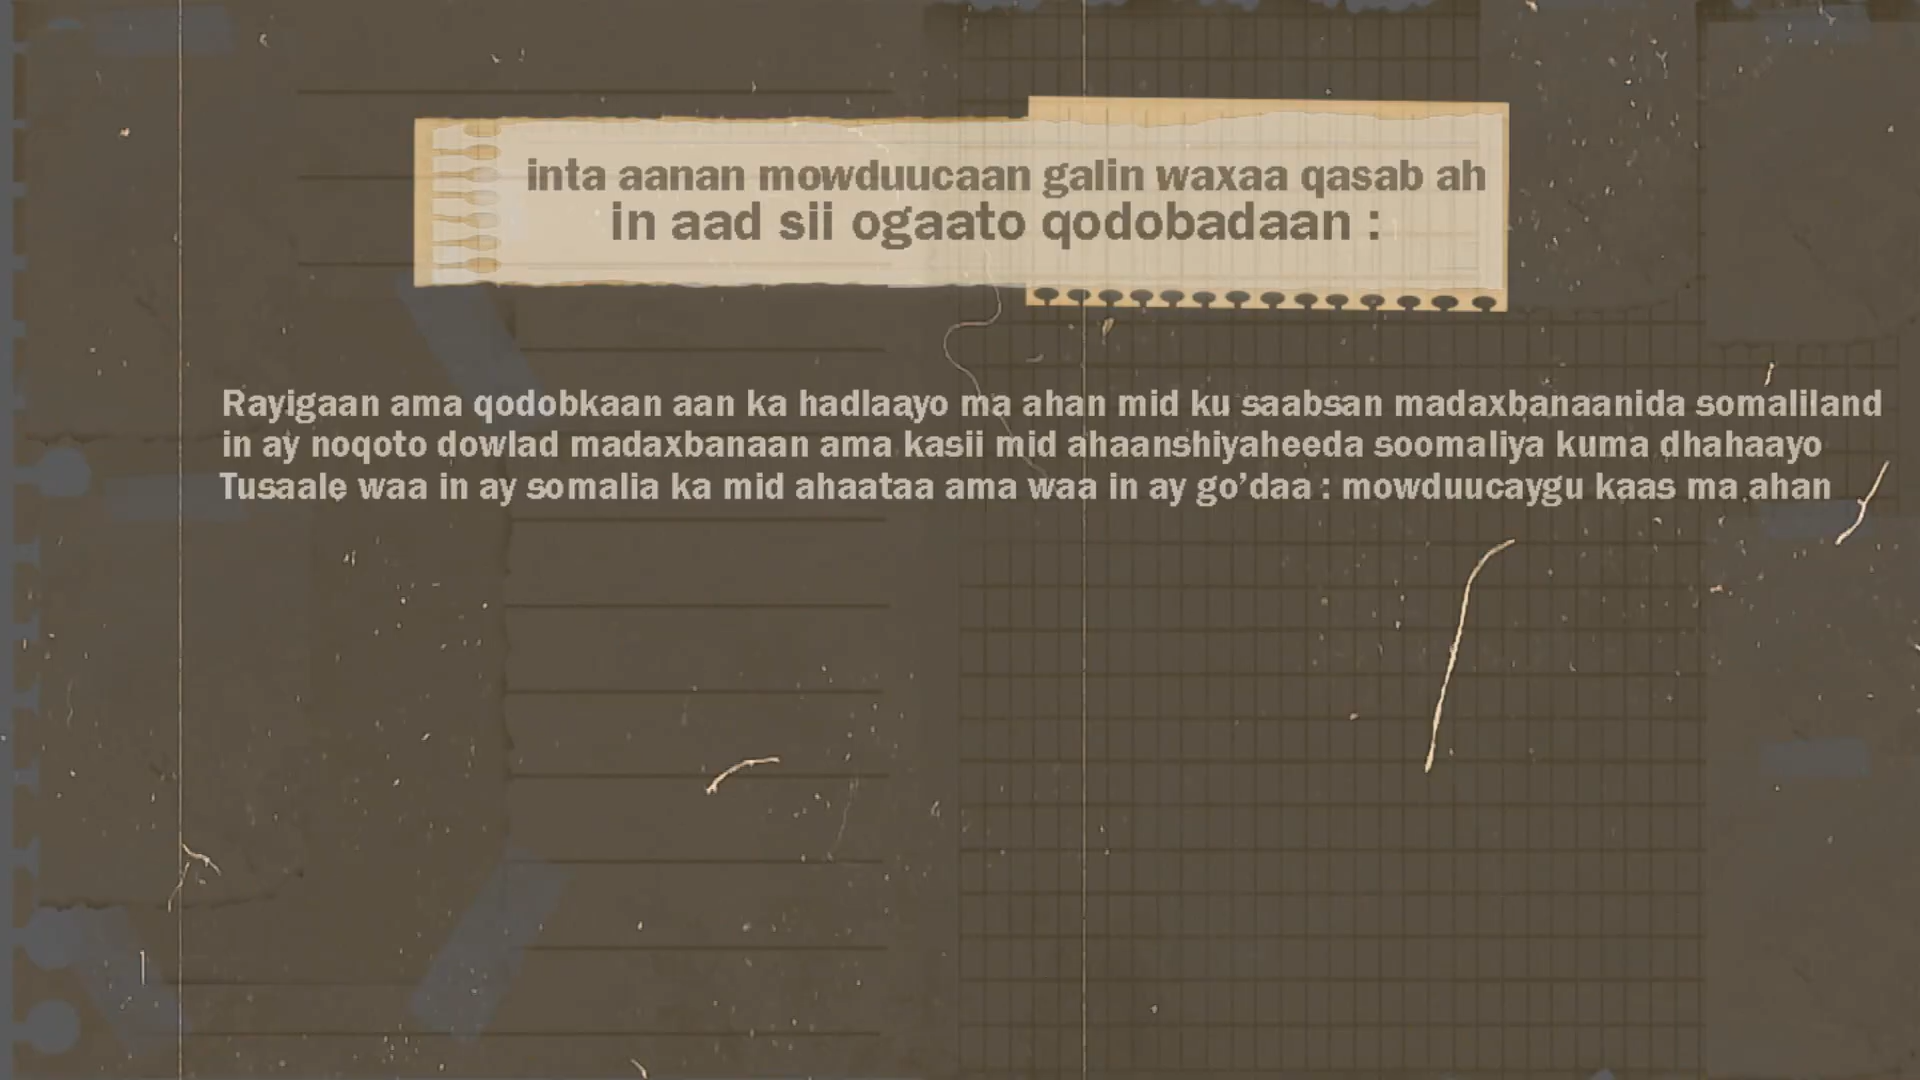 inta aanan mowduucaan galin waxaa qasab ah
in aad sii ogaato qodobadaan :
Rayigaan ama qodobkaan aan ka hadlaayo ma ahan mid ku saabsan madaxbanaanida somaliland
in ay noqoto dowlad madaxbanaan ama kasii mid ahaanshiyaheeda soomaliya kuma dhahaayo
Tusaale waa in ay somalia ka mid ahaataa ama waa in ay go’daa : mowduucaygu kaas ma ahan